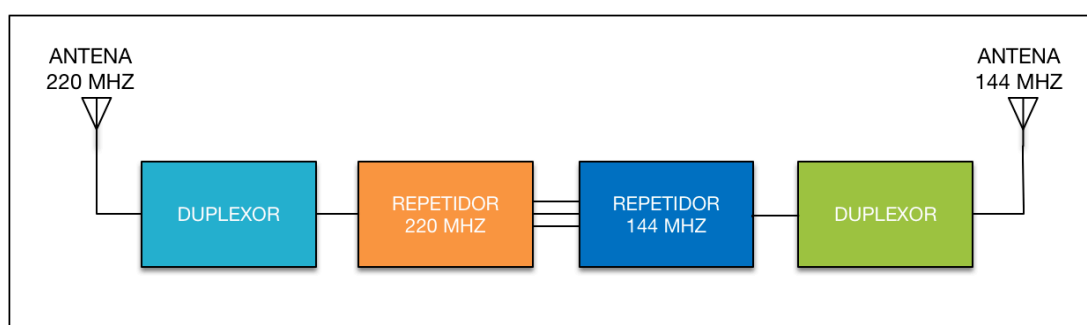 ANTENA
220 MHZ
ANTENA
144 MHZ
DUPLEXOR
REPETIDOR
220 MHZ
REPETIDOR
144 MHZ
DUPLEXOR